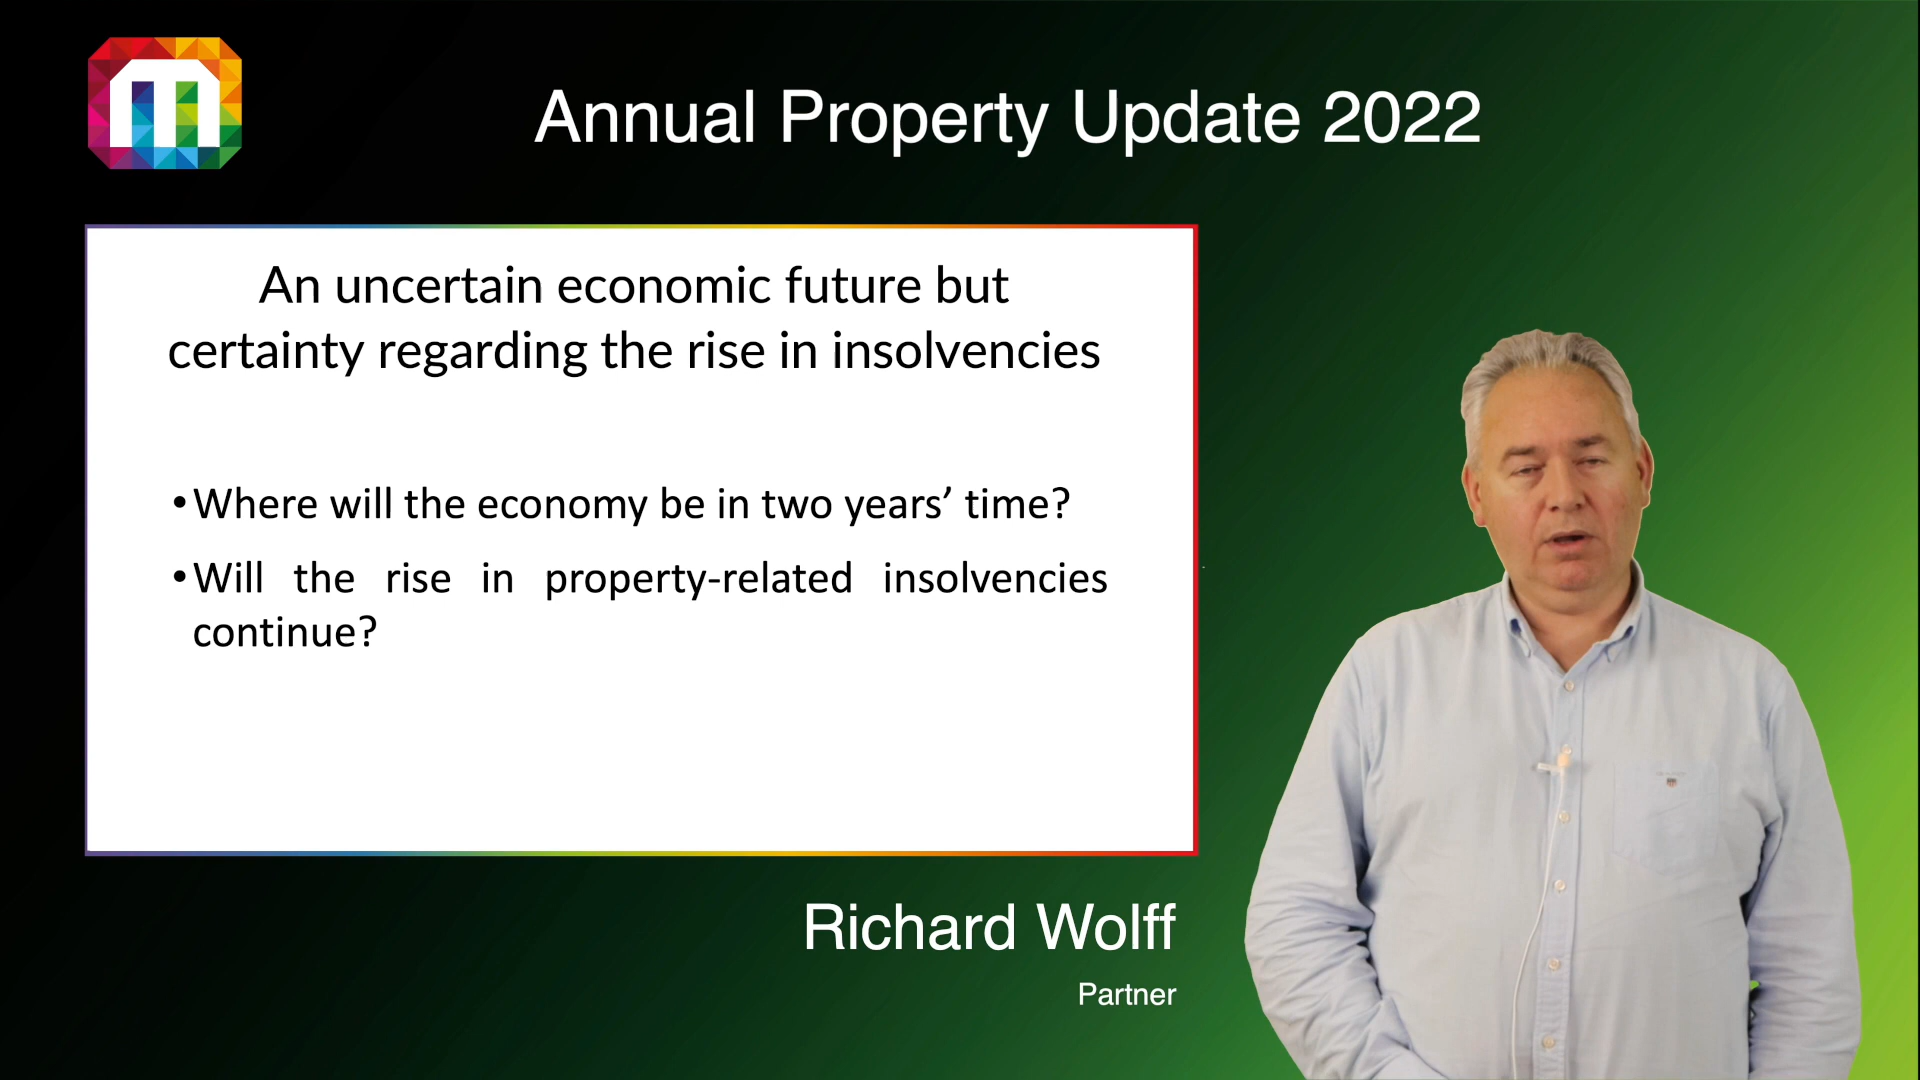 Annual Property Update 2022
An uncertain economic future but
certainty regarding the rise in insolvencies
•Where will the economy be in two years’ time?
•Will the rise in property-related insolvencies
continue?
Richard Wolff
Partner